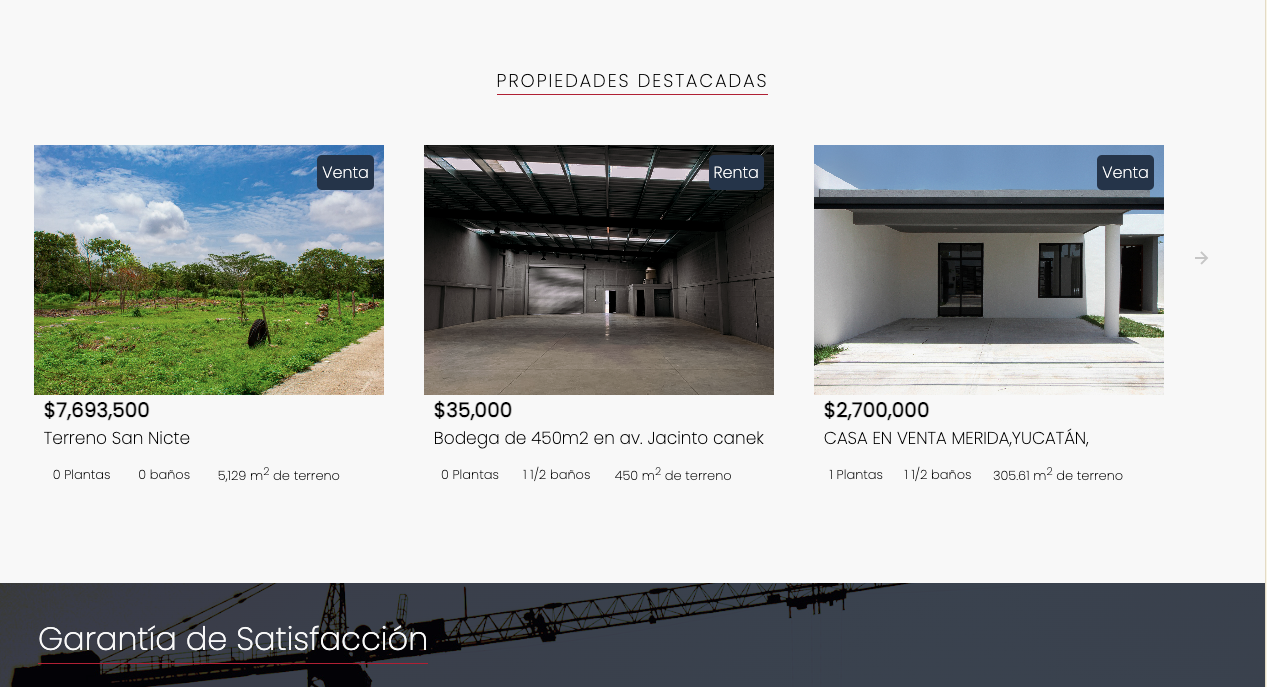 PROPIEDADES DESTACADAS
Venta
$7,693,500
Terreno San Nicte
0 Plantas 0 baños 5,129 m² de terreno
Renta
$35,000
Bodega de 450m2 en av. Jacinto canek
0 Plantas 1 1/2 baños 450 m² de terreno
Venta
$2,700,000
CASA EN VENTA MERIDA,YUCATÁN,
1 Plantas 1 1/2 baños 305.61 m² de terreno
Garantía de Satisfacción